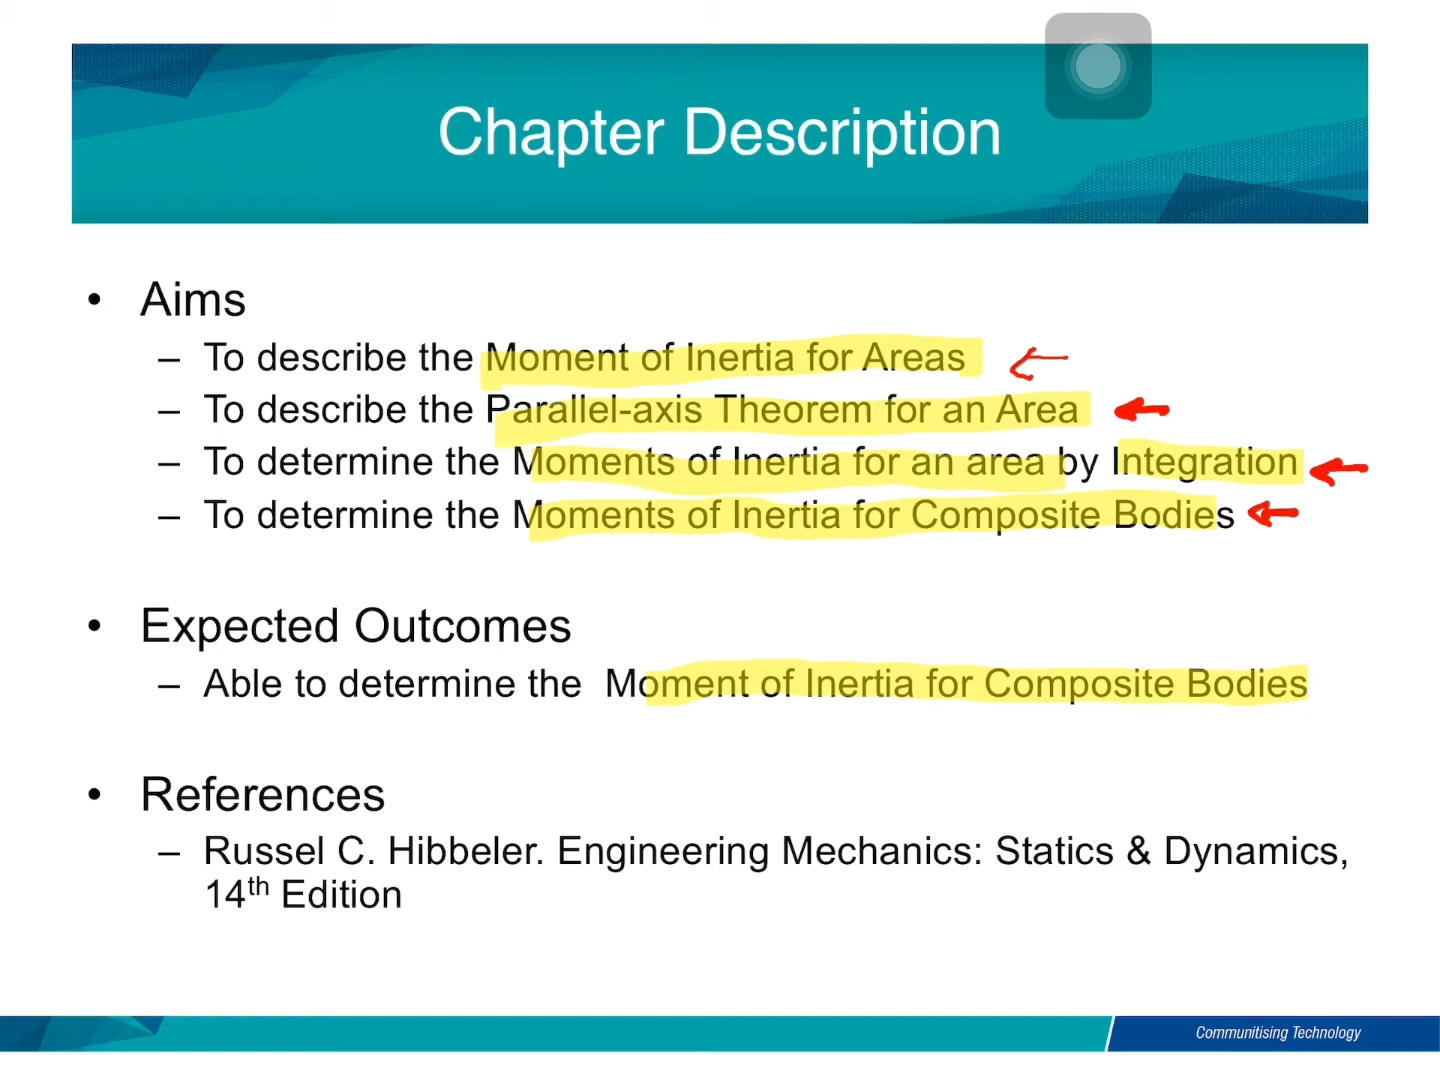 Chapter Description
• Aims
– To describe the Moment of Inertia for Areas
– To describe the Parallel-axis Theorem for an Area
– To determine the Moments of Inertia for an area by Integration
– To determine the Moments of Inertia for Composite Bodies
• Expected Outcomes
– Able to determine the Moment of Inertia for Composite Bodies
• References
– Russel C. Hibbeler. Engineering Mechanics: Statics & Dynamics,
14th Edition
Communitising Technology